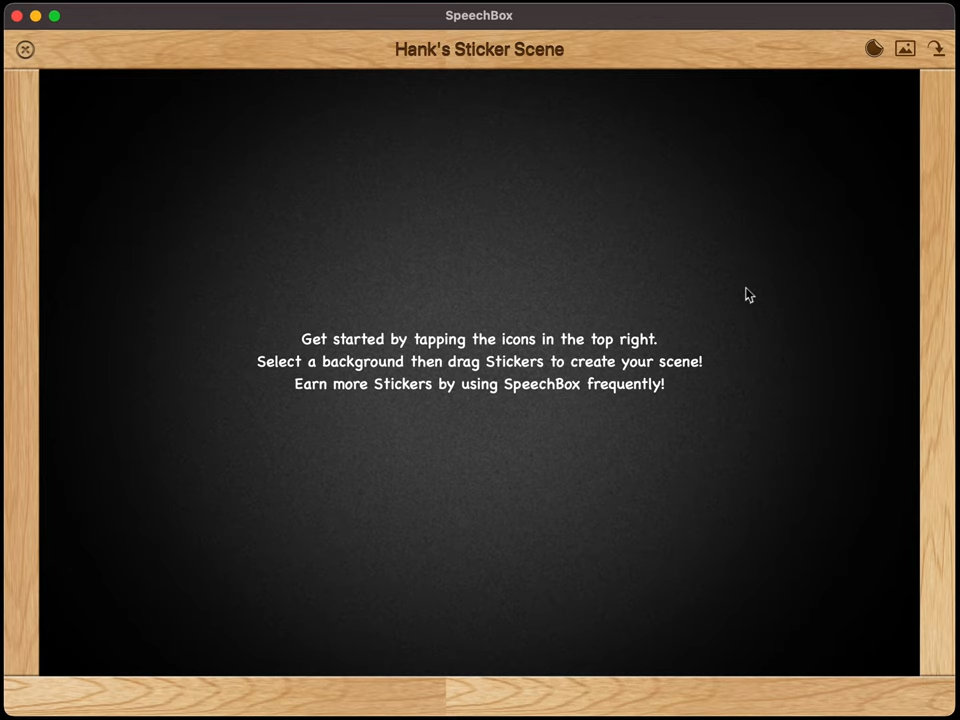 SpeechBox
Hank's Sticker Scene
Get started by tapping the icons in the top right.
Select a background then drag Stickers to create your scene!
Earn more Stickers by using SpeechBox frequently!